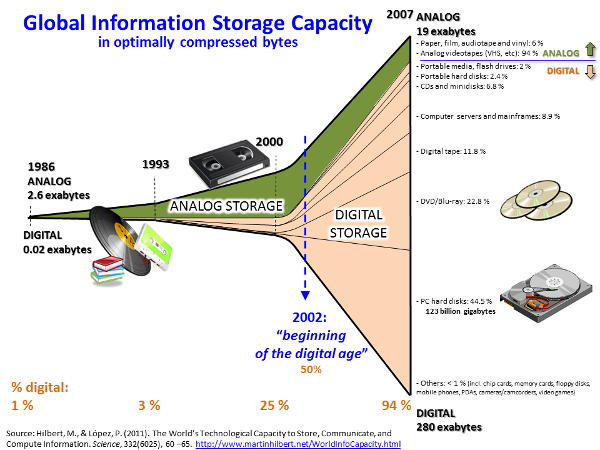 Global Information Storage Capacity
in optimally compressed bytes
2007 ANALOG
19 exabytes
- Paper, film, audiotape and vinyl: 6 %
- Analog videotapes (VHS, etc): 94 %
ANALOG
- Portable media, flash drives: 2 %
DIGITAL
- Portable hard disks: 2.4 %
- CDs and minidisks: 6.8 %
- Computer servers and mainframes: 8.9 %
- Digital tape: 11.8 %
- DVD/Blu-ray: 22.8 %
- PC hard disks: 44.5 %
123 billion gigabytes
- Others: < 1 % (incl. chip cards, memory cards, floppy disks,
mobile phones, PDAs, cameras/camcorders, video games)
DIGITAL
280 exabytes
1986
ANALOG
2.6 exabytes
DIGITAL
0.02 exabytes
1993
2000
ANALOG STORAGE
DIGITAL
STORAGE
2002:
"beginning
of the digital age"
50%
% digital:
1 %
3 %
25 %
94 %
Source: Hilbert, M., & López, P. (2011). The World's Technological Capacity to Store, Communicate, and
Compute Information. Science, 332(6025), 60 –65. http://www.martinhilbert.net/WorldInfoCapacity.html